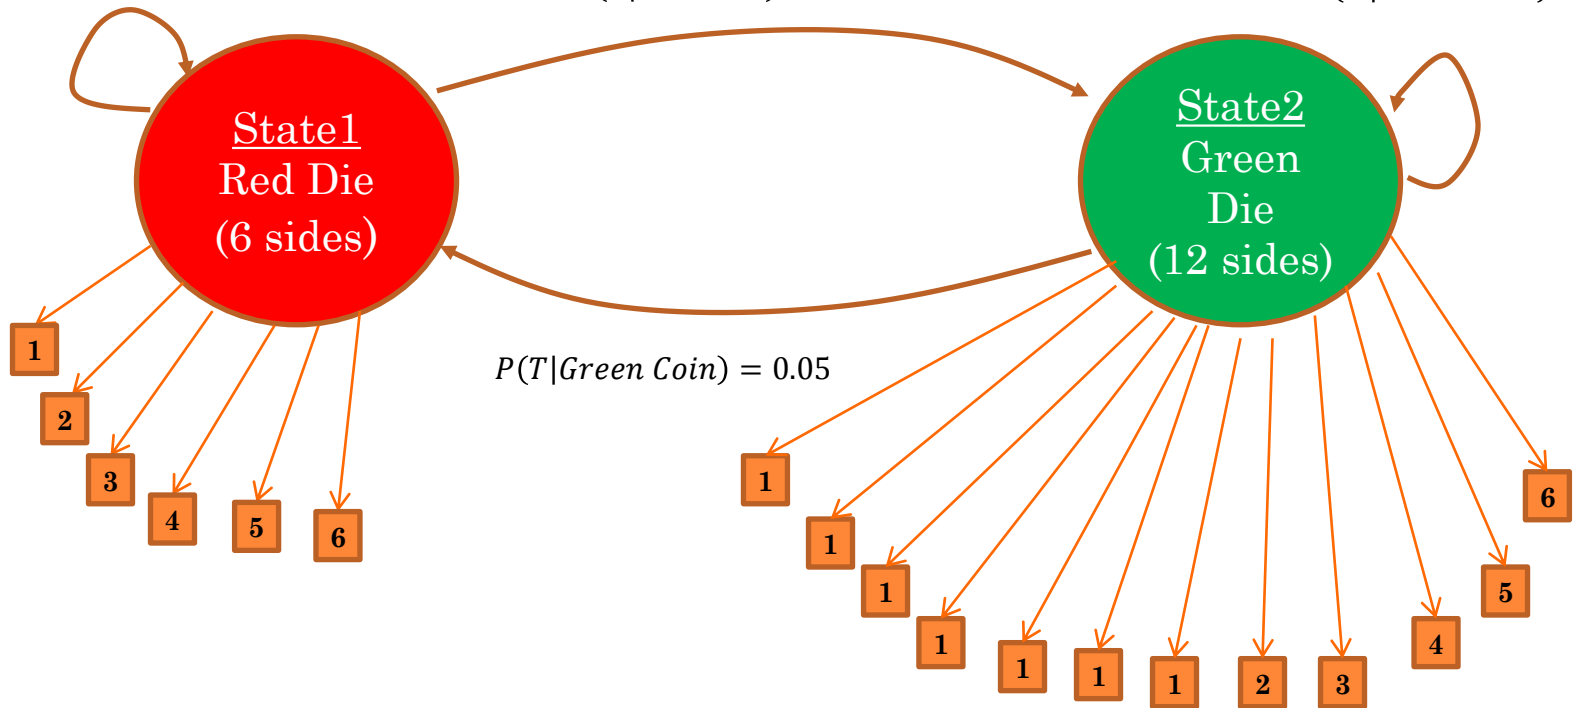 State1
Red Die
(6 sides)
State2
Green
Die
(12 sides)
P(T|Green Coin) = 0.05
1
2
3
4
5
6
1
1
1
1
1
1
1
2
3
4
5
6